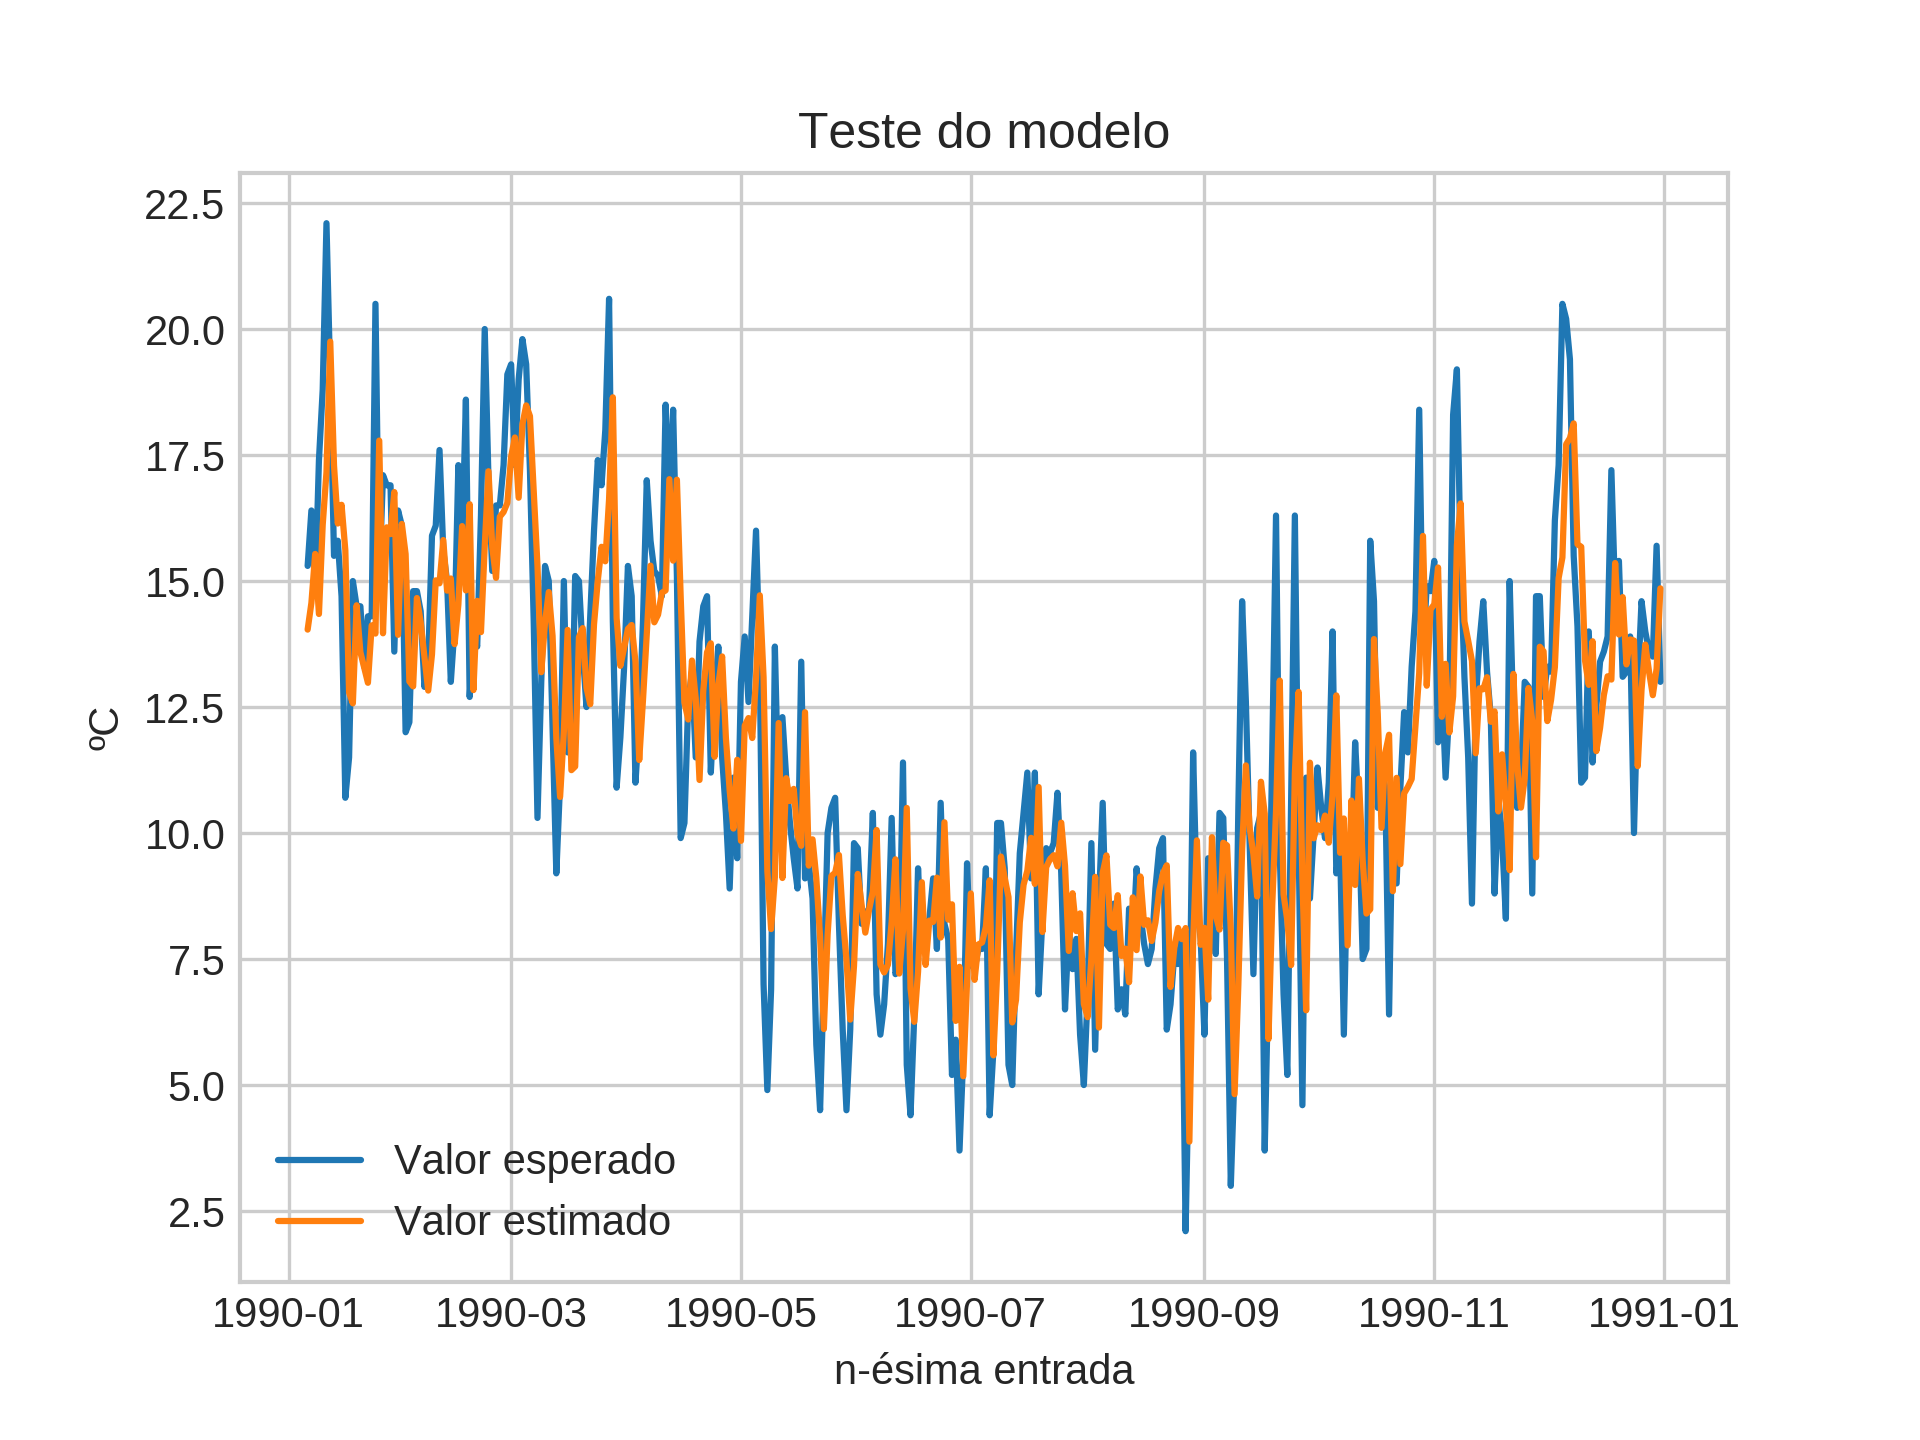 Teste do modelo
22.5
20.0
17.5
15.0
12.5
10.0
7.5
5.0
2.5
ºC
Valor esperado
Valor estimado
1990-01 1990-03 1990-05 1990-07 1990-09 1990-11 1991-01
n-ésima entrada